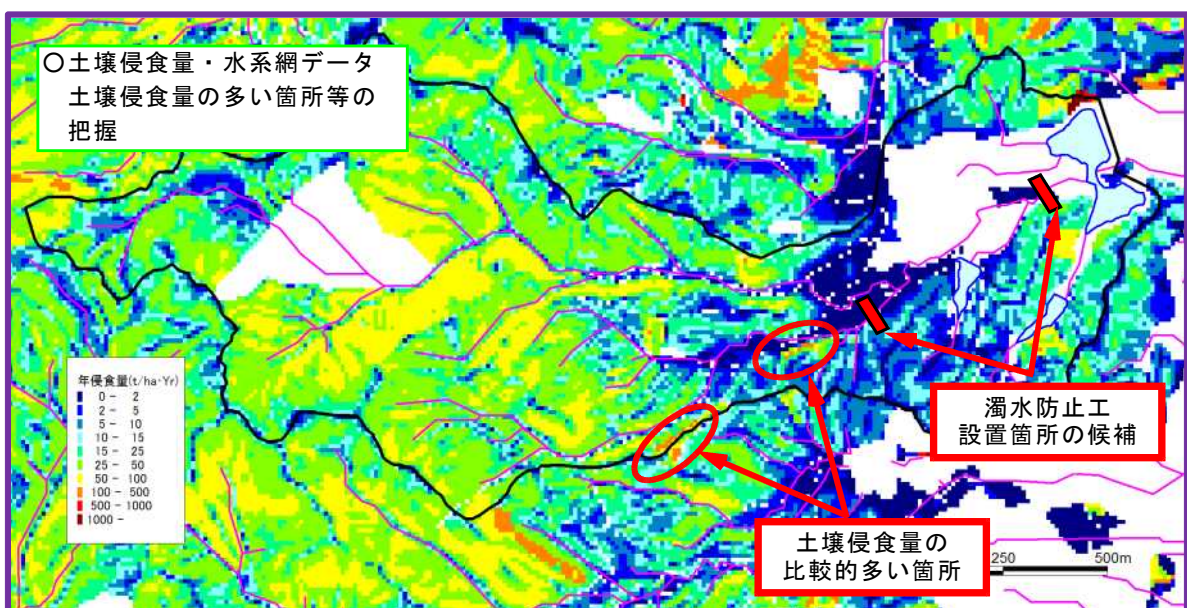 〇土壌侵食量・水系網データ
土壌侵食量の多い箇所等の
把握
年侵食量(t/ha・Yr)
0 - 2
2 - 5
5 - 10
10 - 15
15 - 25
25 - 50
50 - 100
100 - 500
500 - 1000
1000 -
濁水防止工
設置箇所の候補
土壌侵食量の
比較的多い箇所
250 500m